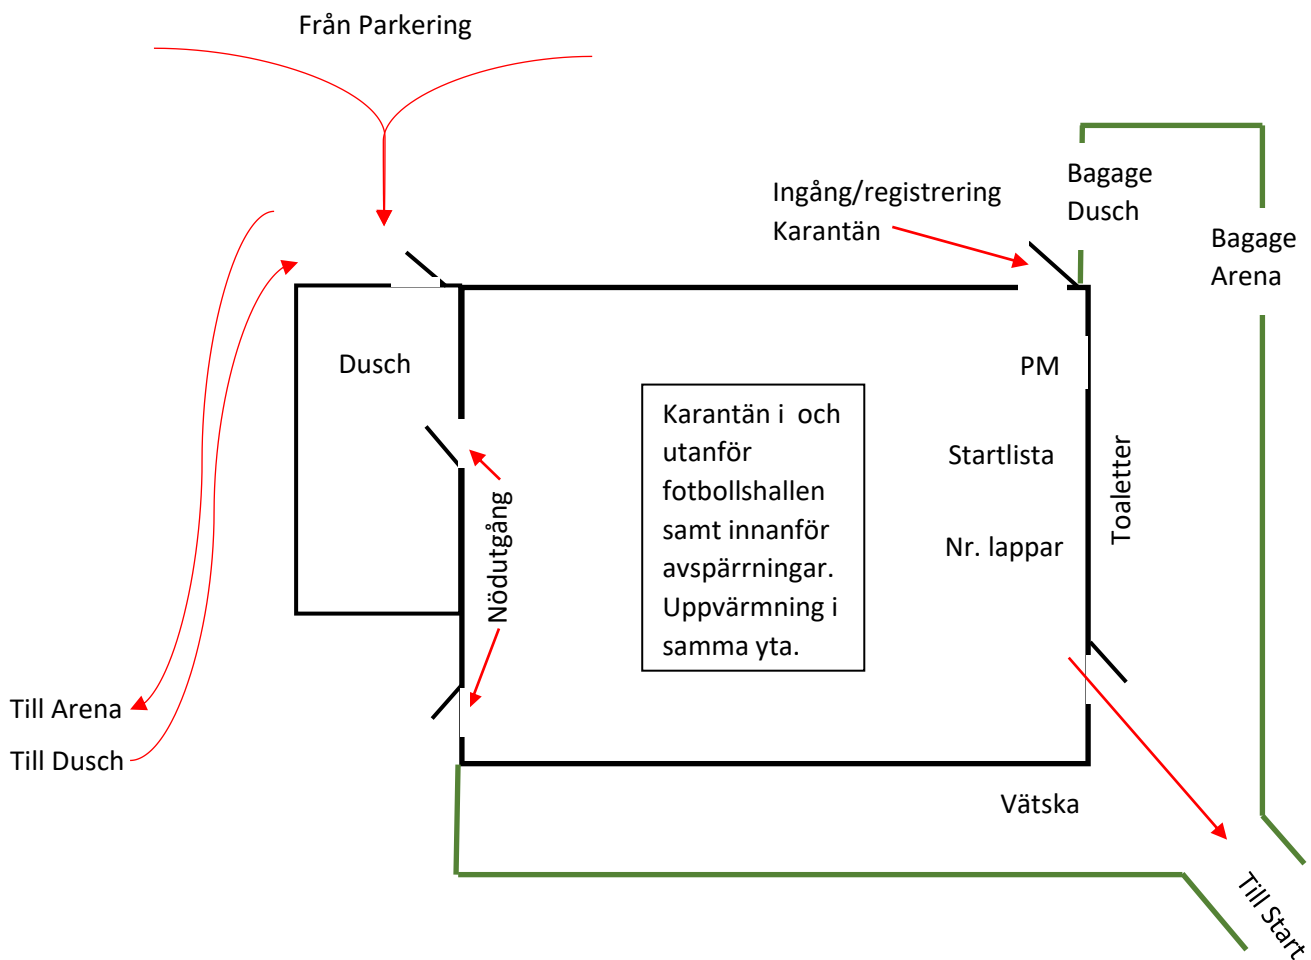 Från Parkering
Ingång/registrering
Karantän
Bagage
Dusch
Bagage
Arena
Dusch
PM
Karantän i  och
utanför
fotbollshallen
samt innanför
avspärrningar.
Uppvärmning i
samma yta.
Startlista
Nr. lappar
Toaletter
Nödutgång
Till Arena
Till Dusch
Vätska
Till Start